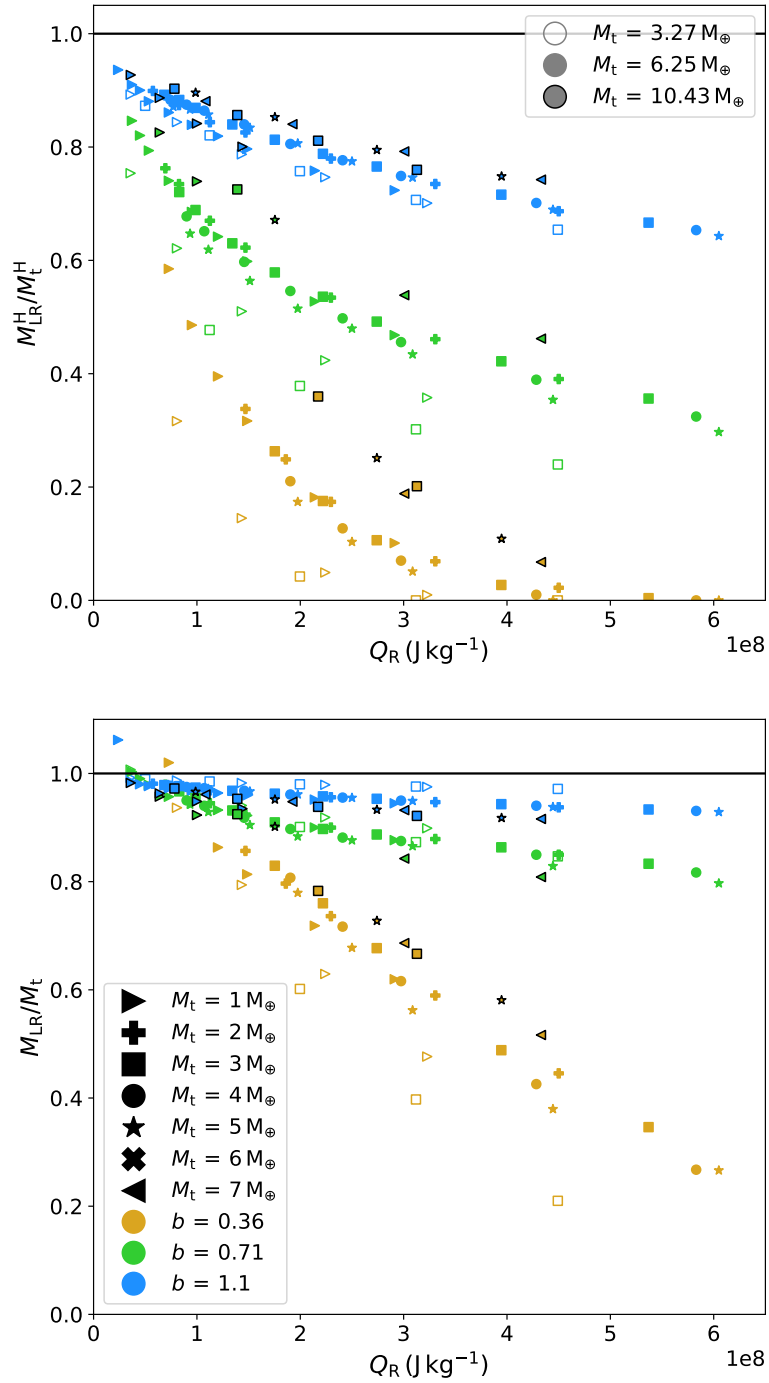 1.0
0.8
0.6
0.4
0.2
0.0
M_LR^H/M_t^H
M_t = 3.27 M_⊕
M_t = 6.25 M_⊕
M_t = 10.43 M_⊕
0 1 2 3 4 5 6
1e8
Q_R (J kg⁻¹)
1.0
0.8
0.6
0.4
0.2
0.0
M_LR/M_t
M_t = 1 M_⊕
M_t = 2 M_⊕
M_t = 3 M_⊕
M_t = 4 M_⊕
M_t = 5 M_⊕
M_t = 6 M_⊕
M_t = 7 M_⊕
b = 0.36
b = 0.71
b = 1.1
0 1 2 3 4 5 6
1e8
Q_R (J kg⁻¹)